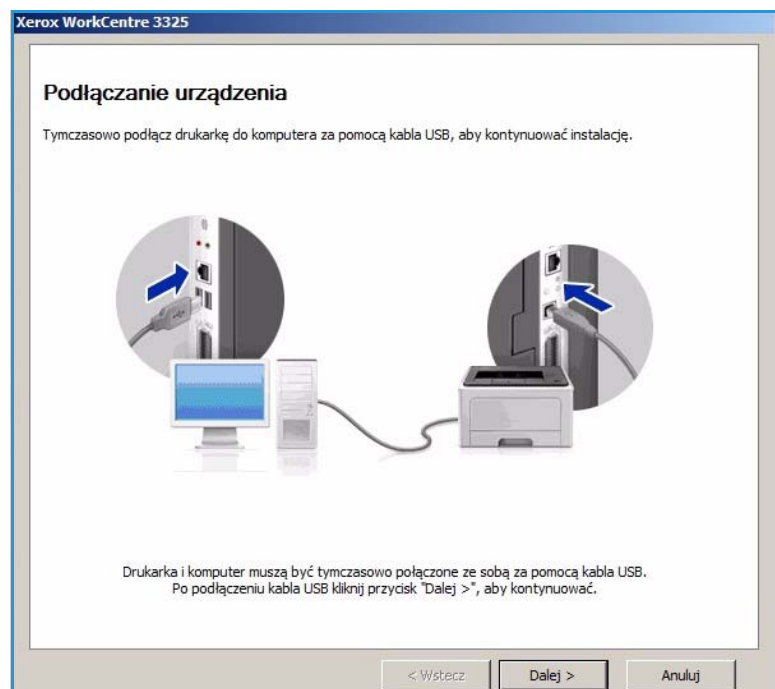 Xerox WorkCentre 3325
Podłączanie urządzenia
Tymczasowo podłącz drukarkę do komputera za pomocą kabla USB, aby kontynuować instalację.
Drukarka i komputer muszą być tymczasowo połączone ze sobą za pomocą kabla USB.
Po podłączeniu kabla USB kliknij przycisk "Dalej >", aby kontynuować.
< Wstecz Dalej > Anuluj